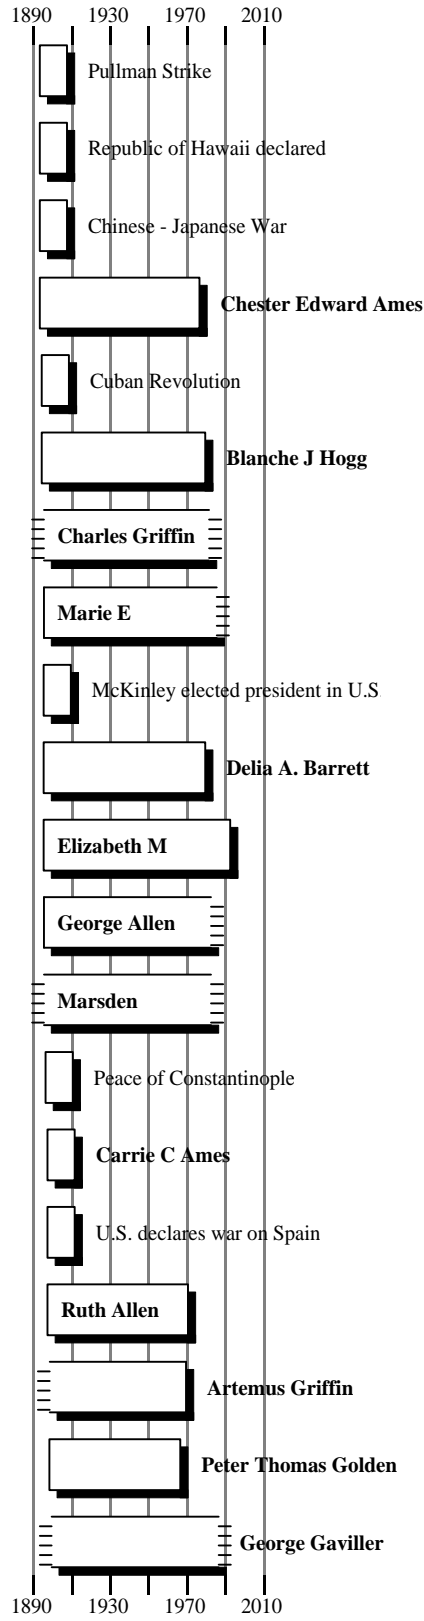 1890 1930 1970 2010
Pullman Strike
Republic of Hawaii declared
Chinese - Japanese War
Chester Edward Ames
Cuban Revolution
Blanche J Hogg
Charles Griffin
Marie E
McKinley elected president in U.S.
Delia A. Barrett
Elizabeth M
George Allen
Marsden
Peace of Constantinople
Carrie C Ames
U.S. declares war on Spain
Ruth Allen
Artemus Griffin
Peter Thomas Golden
George Gaviller
1890 1930 1970 2010